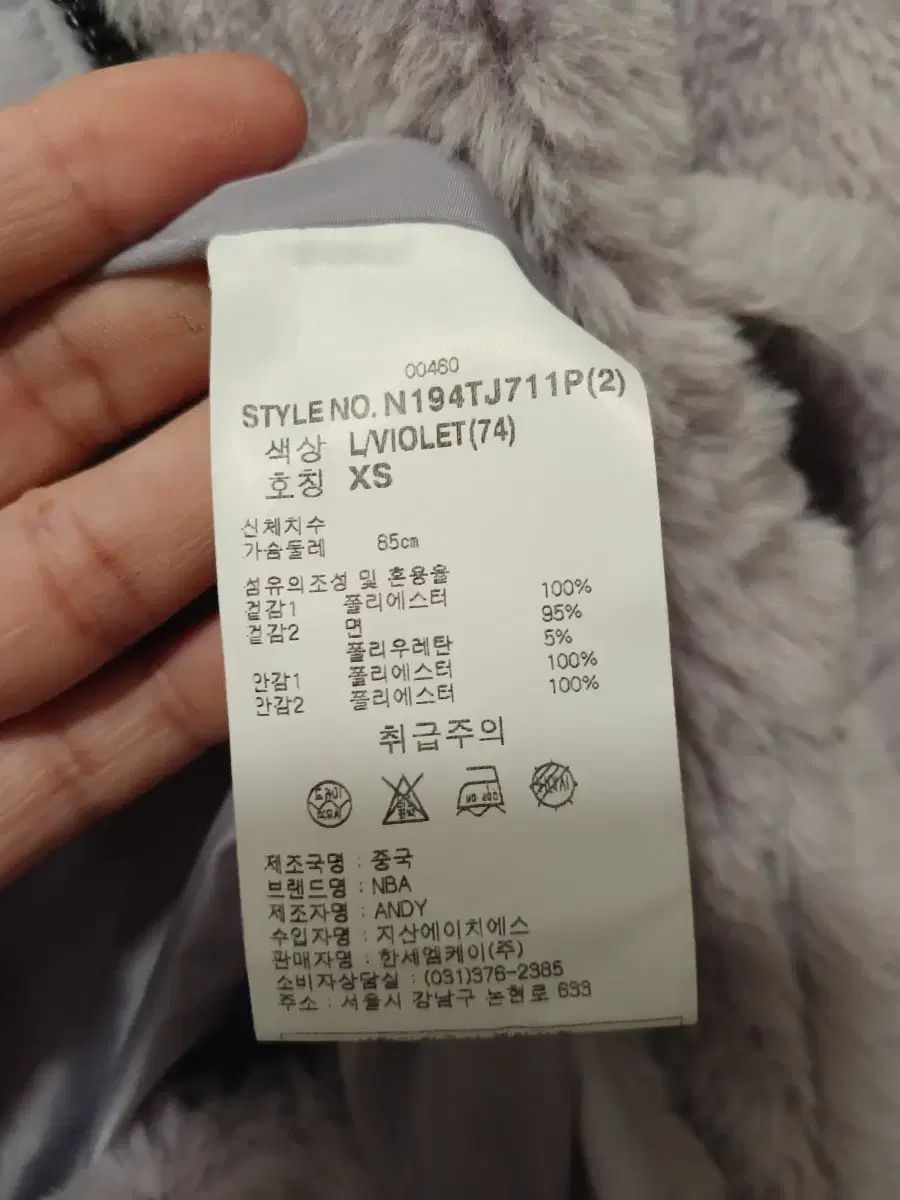 00460
STYLE NO. N194TJ711P(2)
색상 L/VIOLET(74)
호칭 XS
신체치수
가슴둘레 85cm
섬유의조성 및 혼용율
겉감1 폴리에스터 100%
겉감2 면 95%
폴리우레탄 5%
안감1 폴리에스터 100%
안감2 폴리에스터 100%
취급주의
제조국명 : 중국
브랜드명 : NBA
제조자명 : ANDY
수입자명 : 지산에이치에스
판매자명 : 한세엠케이(주)
소비자상담실 : (031)376-2385
주소 : 서울시 강남구 논현로 633